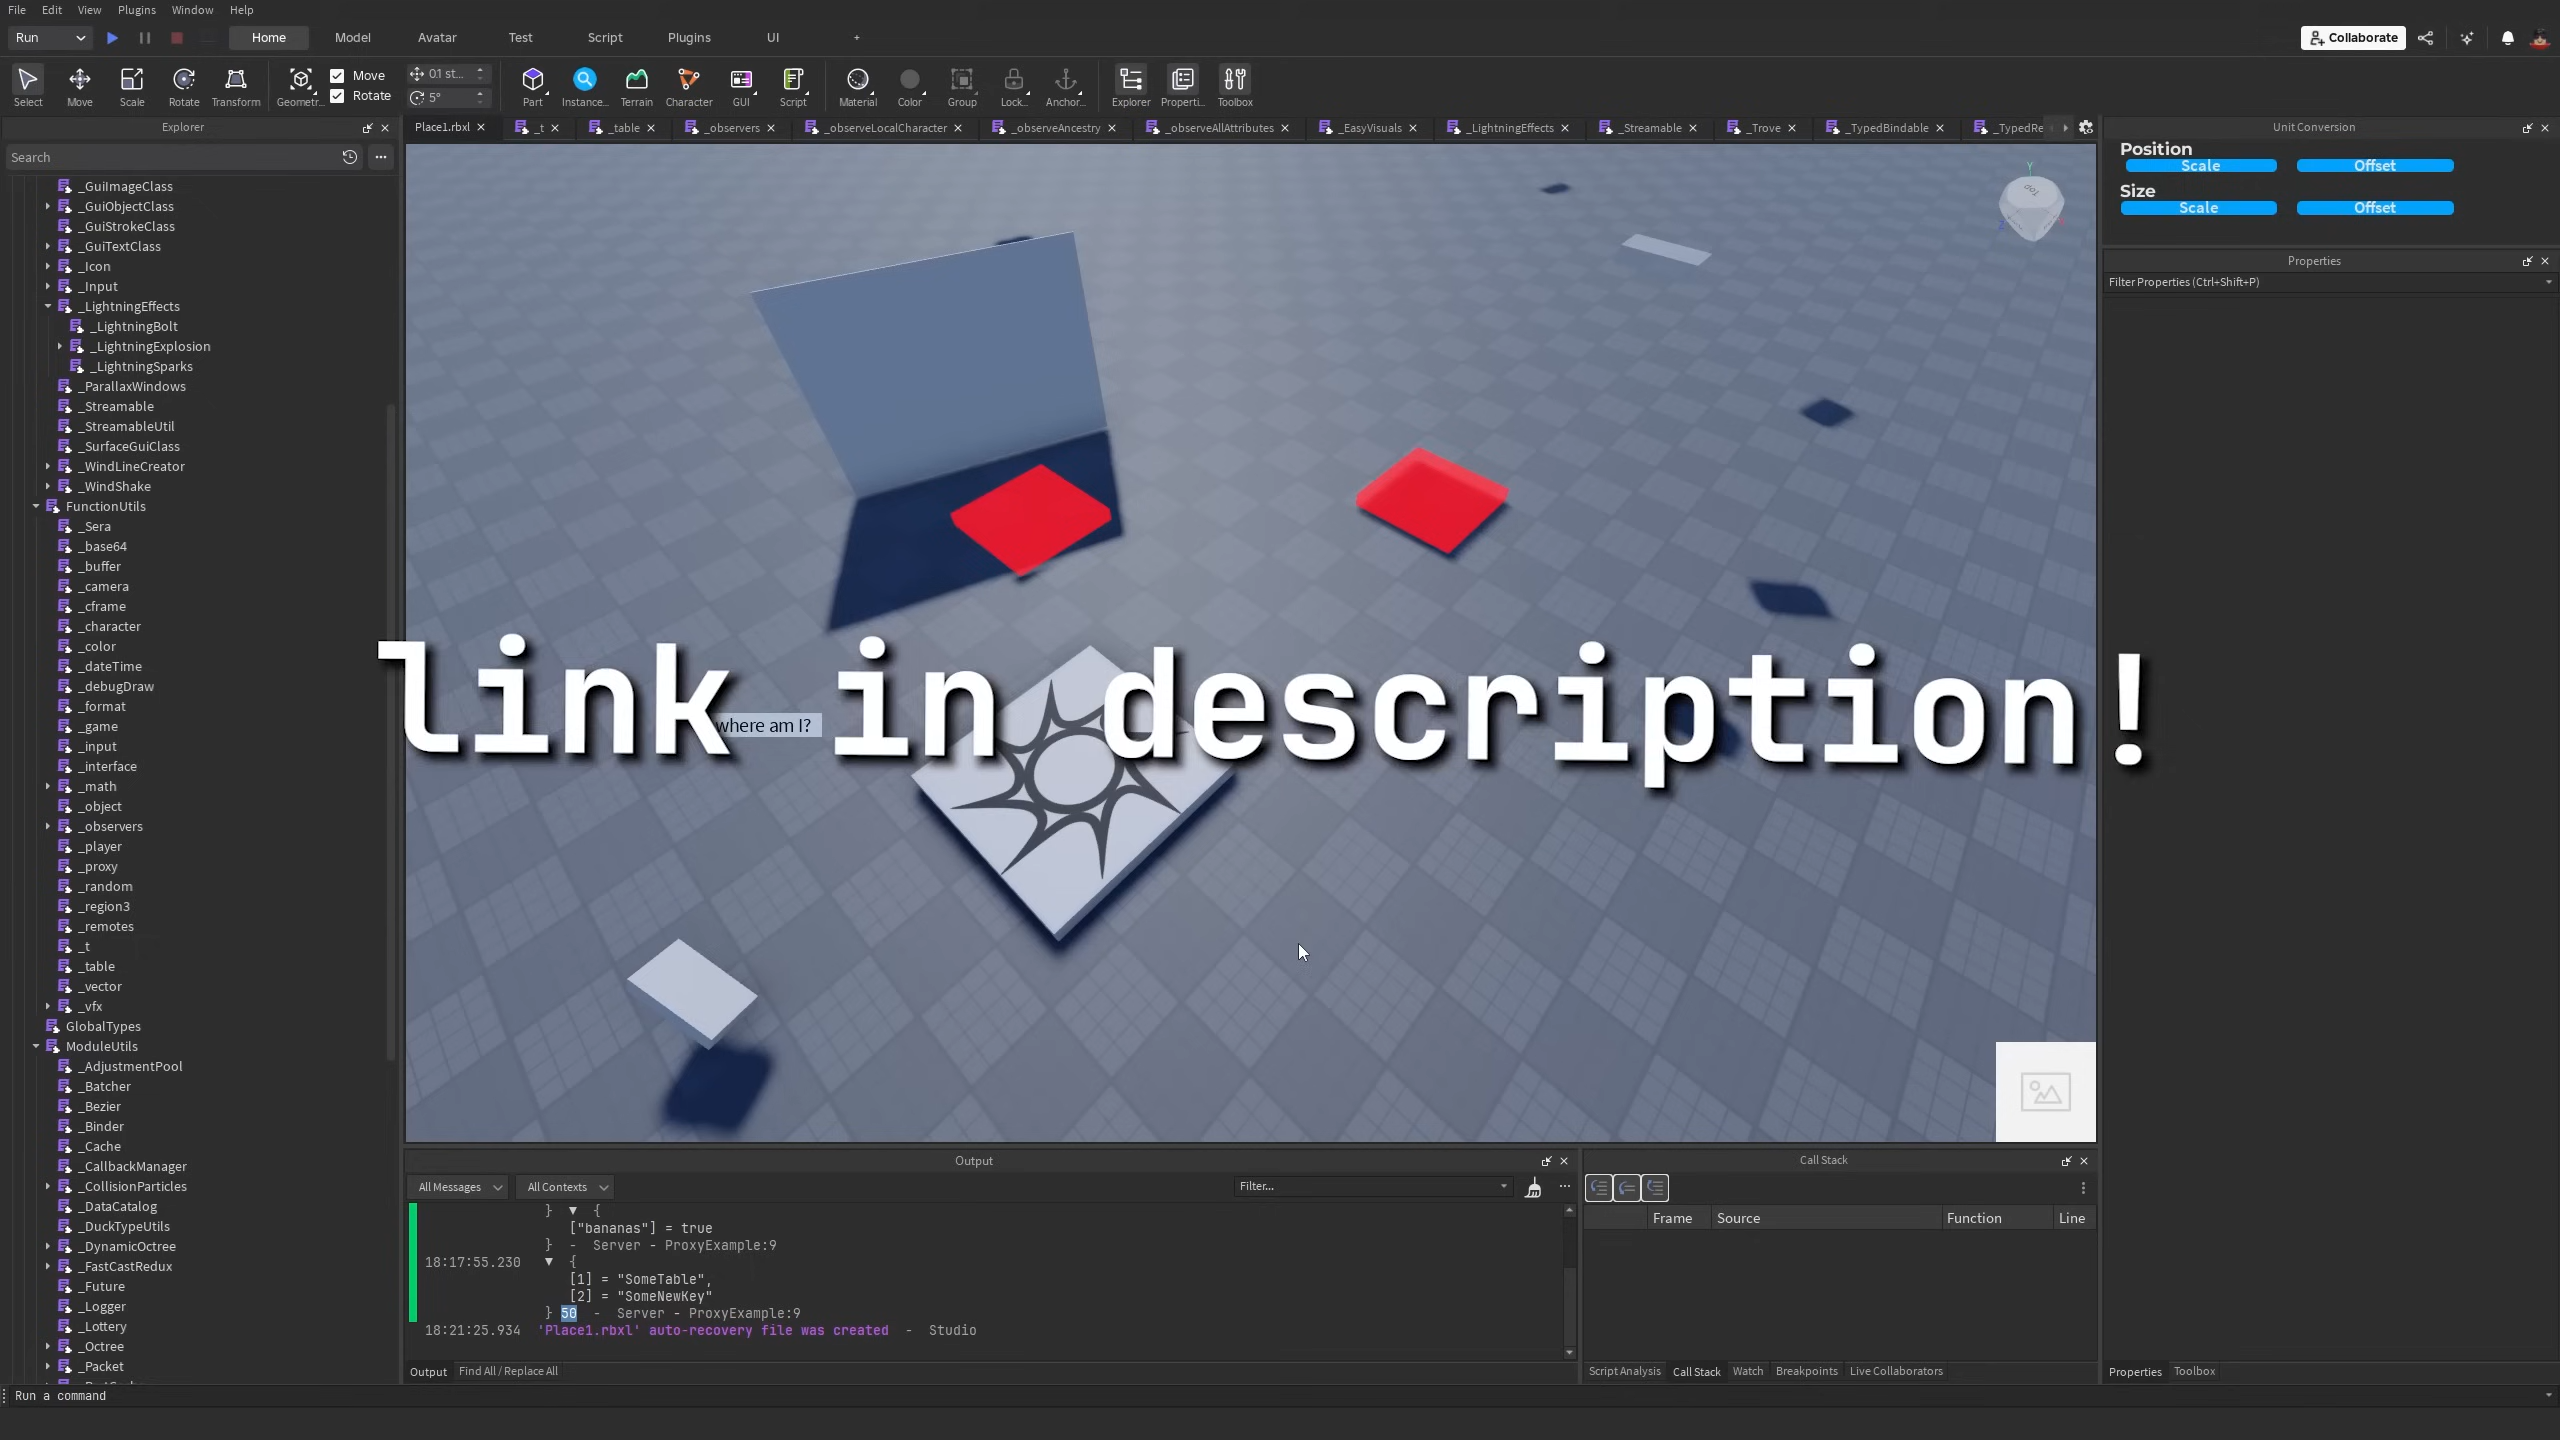 File Edit View Plugins Window Help
Run Home Model Avatar Test Script Plugins UI + Collaborate
Select Move Scale Rotate Transform Geometr... Move Rotate 0.1 st... 5° Part Instance... Terrain Character GUI Script Material Color Group Lock... Anchor... Explorer Properti... Toolbox
Explorer
Search
_GuiImageClass
_GuiObjectClass
_GuiStrokeClass
_GuiTextClass
_Icon
_Input
_LightningEffects
_LightningBolt
_LightningExplosion
_LightningSparks
_ParallaxWindows
_Streamable
_StreamableUtil
_SurfaceGuiClass
_WindLineCreator
_WindShake
FunctionUtils
_Sera
_base64
_buffer
_camera
_cframe
_character
_color
_dateTime
_debugDraw
_format
_game
_input
_interface
_math
_object
_observers
_player
_proxy
_random
_region3
_remotes
_t
_table
_vector
_vfx
GlobalTypes
ModuleUtils
_AdjustmentPool
_Batcher
_Bezier
_Binder
_Cache
_CallbackManager
_CollisionParticles
_DataCatalog
_DuckTypeUtils
_DynamicOctree
_FastCastRedux
_Future
_Logger
_Lottery
_Octree
_Packet
Place1.rbxl _t _table _observers _observeLocalCharacter _observeAncestry _observeAllAttributes _EasyVisuals _LightningEffects _Streamable _Trove _TypedBindable _TypedRe
Top
Y
where am I?
link in description!
Unit Conversion
Position
Scale Offset
Size
Scale Offset
Properties
Filter Properties (Ctrl+Shift+P)
Output
All Messages All Contexts Filter...
} ▼ {
["bananas"] = true
} - Server - ProxyExample:9
18:17:55.230 ▼ {
[1] = "SomeTable",
[2] = "SomeNewKey"
} 50 - Server - ProxyExample:9
18:21:25.934 'Place1.rbxl' auto-recovery file was created - Studio
Output Find All / Replace All
Call Stack
Frame Source Function Line
Script Analysis Call Stack Watch Breakpoints Live Collaborators
Properties Toolbox
Run a command